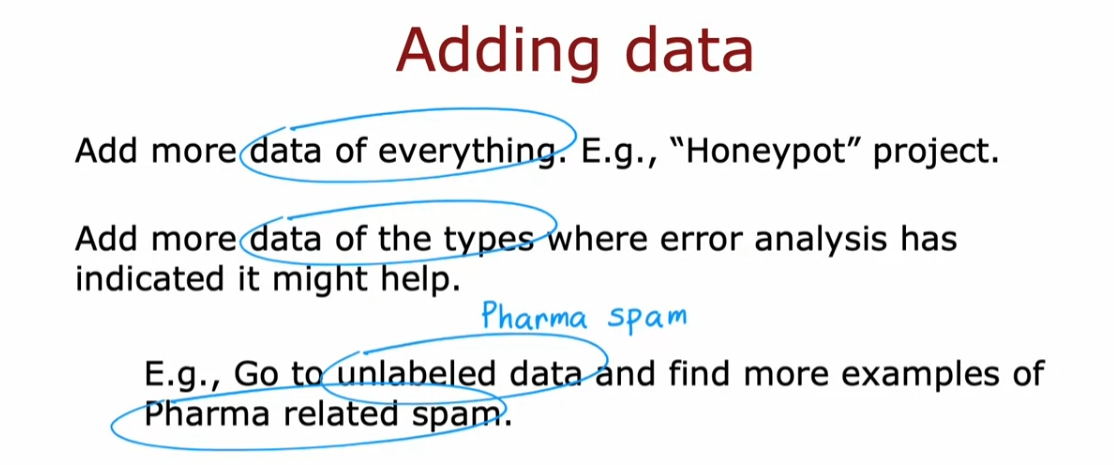 Adding data
Add more data of everything. E.g., “Honeypot” project.
Add more data of the types where error analysis has
indicated it might help.
Pharma spam
E.g., Go to unlabeled data and find more examples of
Pharma related spam.